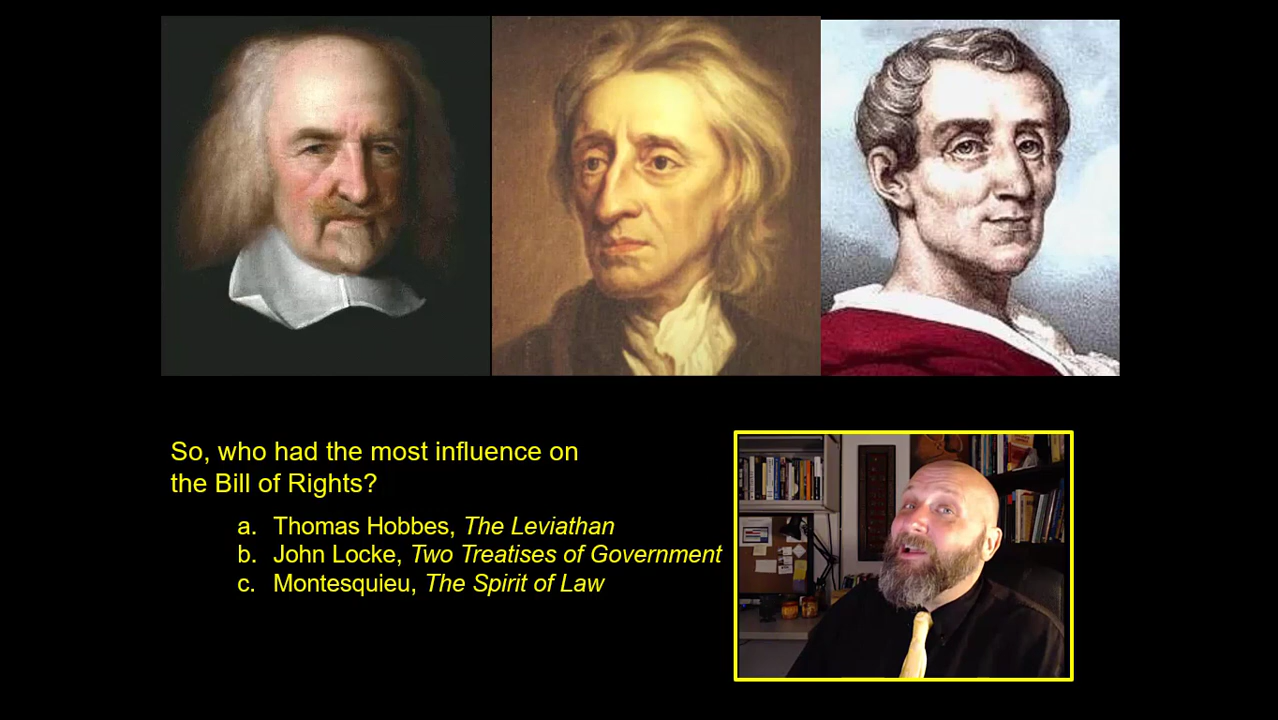 So, who had the most influence on
the Bill of Rights?
a. Thomas Hobbes, The Leviathan
b. John Locke, Two Treatises of Government
c. Montesquieu, The Spirit of Law